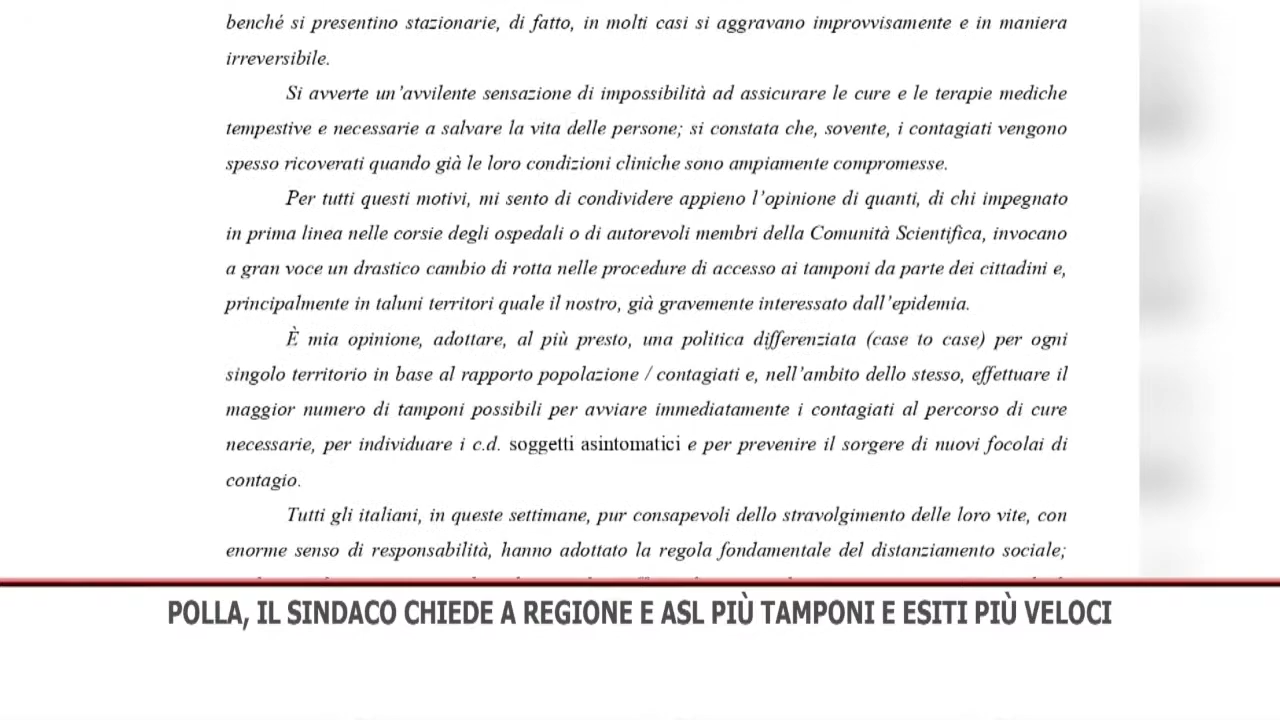 benché si presentino stazionarie, di fatto, in molti casi si aggravano improvvisamente e in maniera
irreversibile.
Si avverte un’avvilente sensazione di impossibilità ad assicurare le cure e le terapie mediche
tempestive e necessarie a salvare la vita delle persone; si constata che, sovente, i contagiati vengono
spesso ricoverati quando già le loro condizioni cliniche sono ampiamente compromesse.
Per tutti questi motivi, mi sento di condividere appieno l’opinione di quanti, di chi impegnato
in prima linea nelle corsie degli ospedali o di autorevoli membri della Comunità Scientifica, invocano
a gran voce un drastico cambio di rotta nelle procedure di accesso ai tamponi da parte dei cittadini e,
principalmente in taluni territori quale il nostro, già gravemente interessato dall’epidemia.
È mia opinione, adottare, al più presto, una politica differenziata (case to case) per ogni
singolo territorio in base al rapporto popolazione / contagiati e, nell’ambito dello stesso, effettuare il
maggior numero di tamponi possibili per avviare immediatamente i contagiati al percorso di cure
necessarie, per individuare i c.d. soggetti asintomatici e per prevenire il sorgere di nuovi focolai di
contagio.
Tutti gli italiani, in queste settimane, pur consapevoli dello stravolgimento delle loro vite, con
enorme senso di responsabilità, hanno adottato la regola fondamentale del distanziamento sociale;
POLLA, IL SINDACO CHIEDE A REGIONE E ASL PIÙ TAMPONI E ESITI PIÙ VELOCI